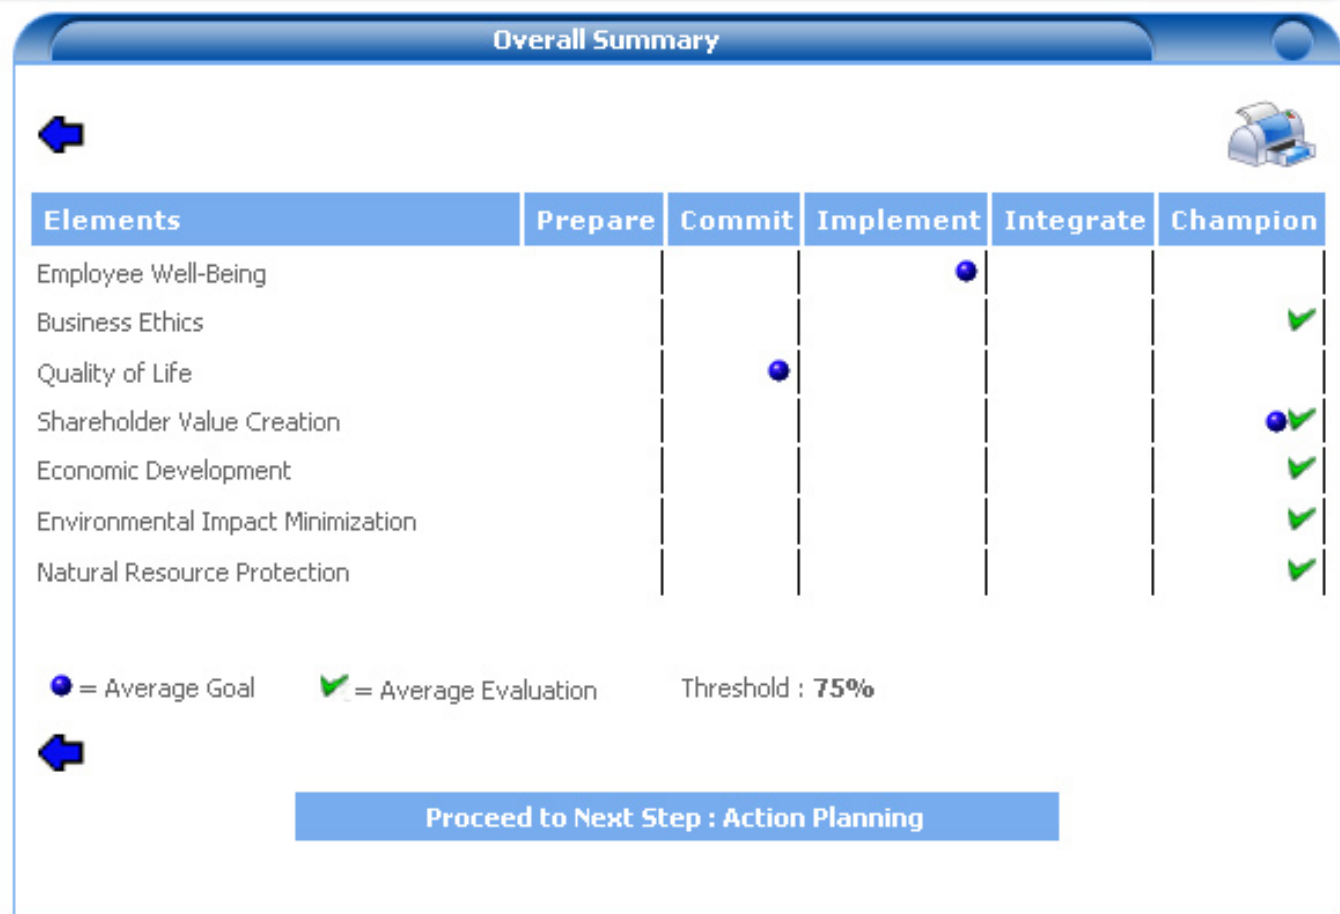 Overall Summary
Elements Prepare Commit Implement Integrate Champion
Employee Well-Being
Business Ethics
Quality of Life
Shareholder Value Creation
Economic Development
Environmental Impact Minimization
Natural Resource Protection
= Average Goal = Average Evaluation Threshold : 75%
Proceed to Next Step : Action Planning